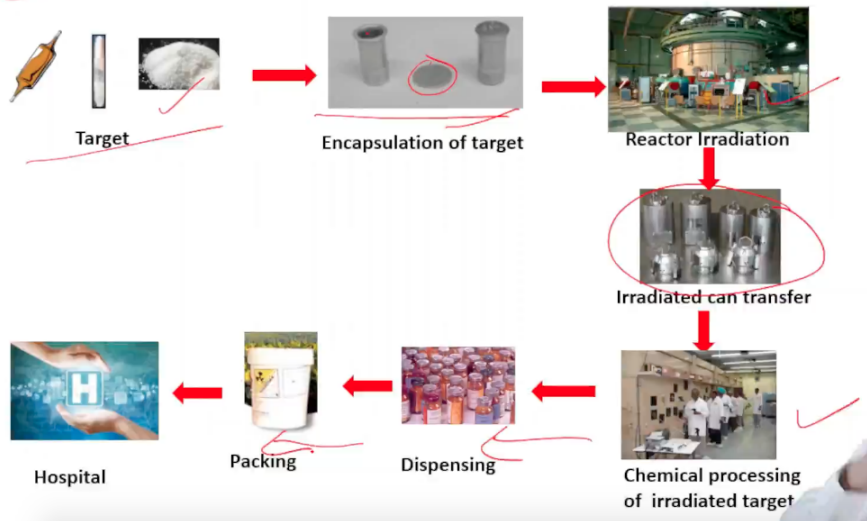 Target
Encapsulation of target
Reactor Irradiation
Irradiated can transfer
Chemical processing
of irradiated target
Dispensing
Packing
H
Hospital